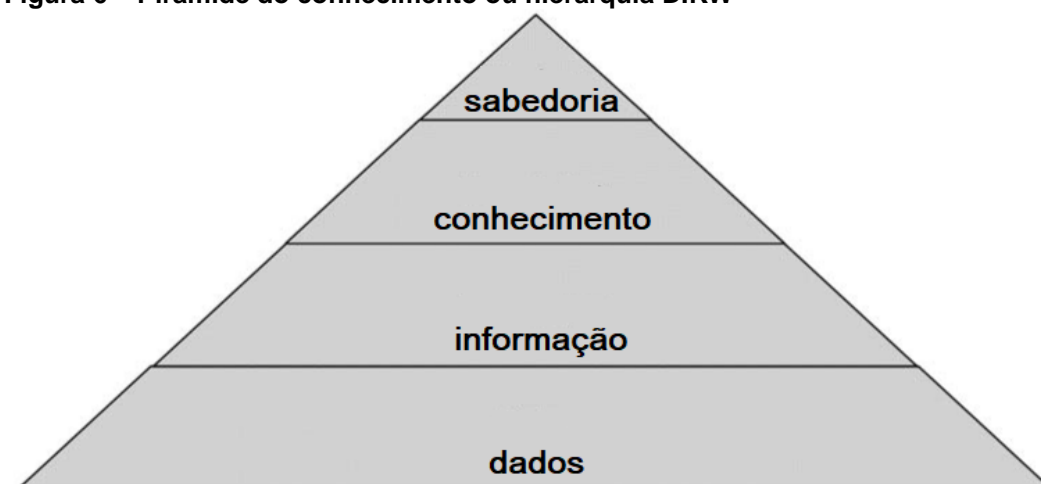 Pirâmide do conhecimento ou hierarquia DIKW
sabedoria
conhecimento
informação
dados